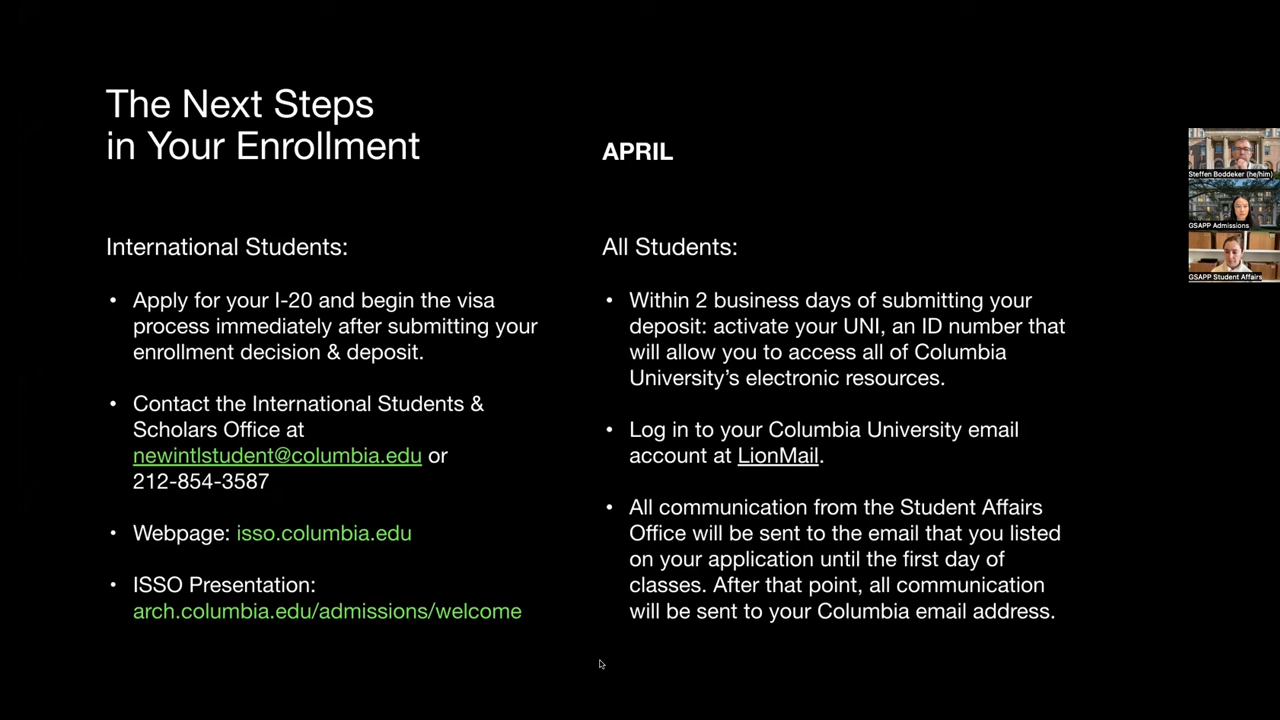 The Next Steps
in Your Enrollment
APRIL
International Students:
• Apply for your I-20 and begin the visa
process immediately after submitting your
enrollment decision & deposit.
• Contact the International Students &
Scholars Office at
newintlstudent@columbia.edu or
212-854-3587
• Webpage: isso.columbia.edu
• ISSO Presentation:
arch.columbia.edu/admissions/welcome
All Students:
• Within 2 business days of submitting your
deposit: activate your UNI, an ID number that
will allow you to access all of Columbia
University’s electronic resources.
• Log in to your Columbia University email
account at LionMail.
• All communication from the Student Affairs
Office will be sent to the email that you listed
on your application until the first day of
classes. After that point, all communication
will be sent to your Columbia email address.
Steffen Boddeker (he/him)
GSAPP Admissions
GSAPP Student Affairs